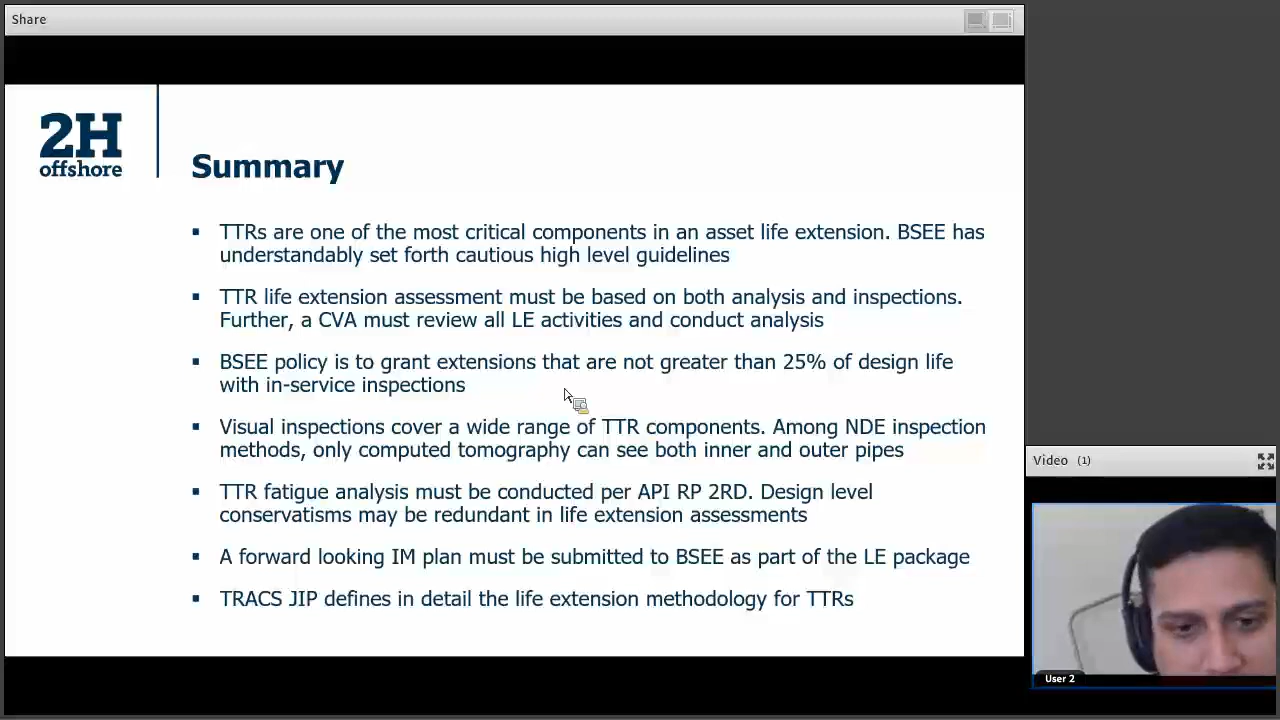 Share
2H
offshore
Summary
▪ TTRs are one of the most critical components in an asset life extension. BSEE has
understandably set forth cautious high level guidelines
▪ TTR life extension assessment must be based on both analysis and inspections.
Further, a CVA must review all LE activities and conduct analysis
▪ BSEE policy is to grant extensions that are not greater than 25% of design life
with in-service inspections
▪ Visual inspections cover a wide range of TTR components. Among NDE inspection
methods, only computed tomography can see both inner and outer pipes
▪ TTR fatigue analysis must be conducted per API RP 2RD. Design level
conservatisms may be redundant in life extension assessments
▪ A forward looking IM plan must be submitted to BSEE as part of the LE package
▪ TRACS JIP defines in detail the life extension methodology for TTRs
Video (1)
User 2